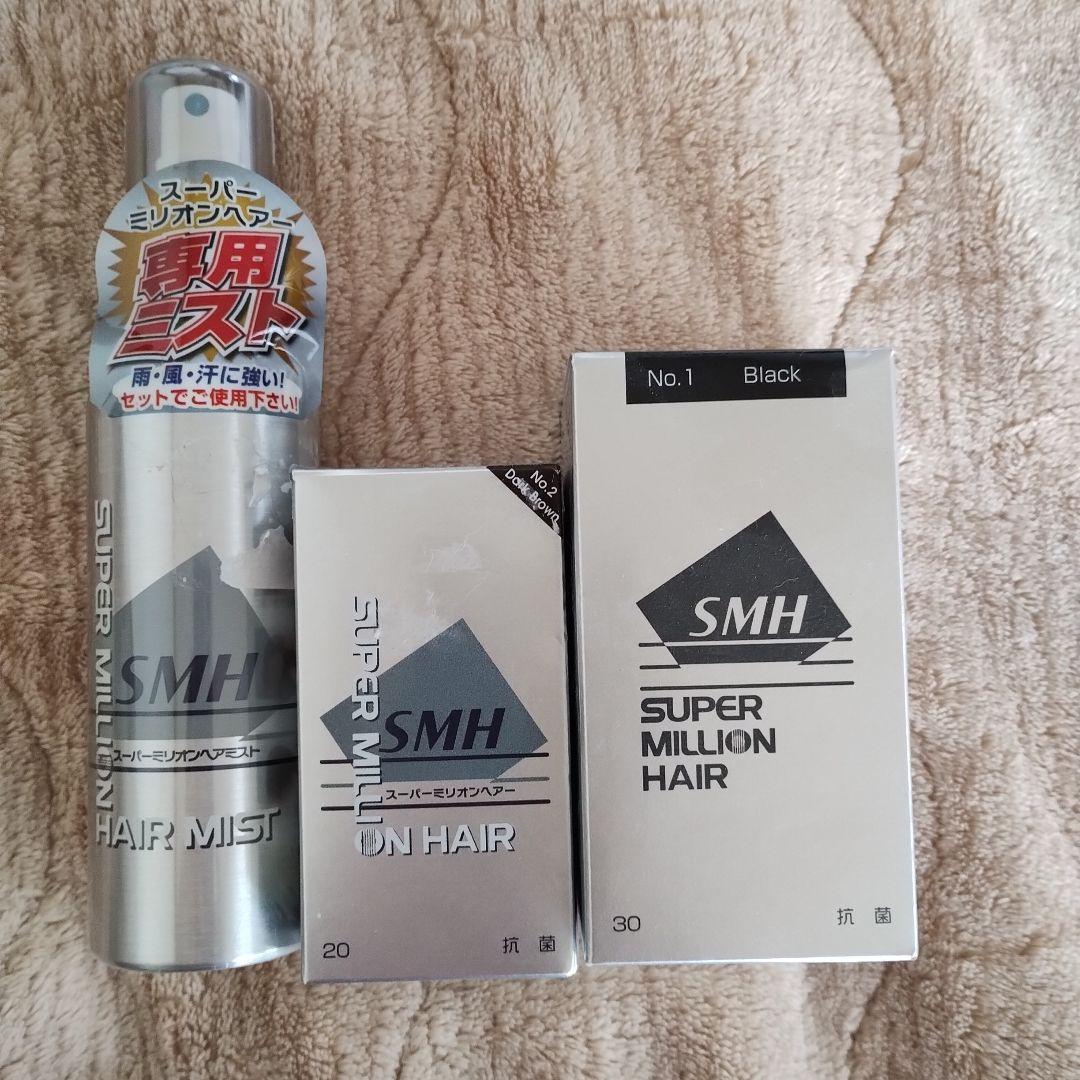 スーパー
ミリオンヘアー
専用
ミスト
雨・風・汗に強い!
セットでご使用下さい!
SUPER MILLION
HAIR MIST
SMH
スーパーミリオンヘアミスト
No.2
Dark Brown
SUPER MILLION HAIR
SMH
スーパーミリオンヘアー
20
抗菌
No.1 Black
SMH
SUPER
MILLION
HAIR
30
抗菌